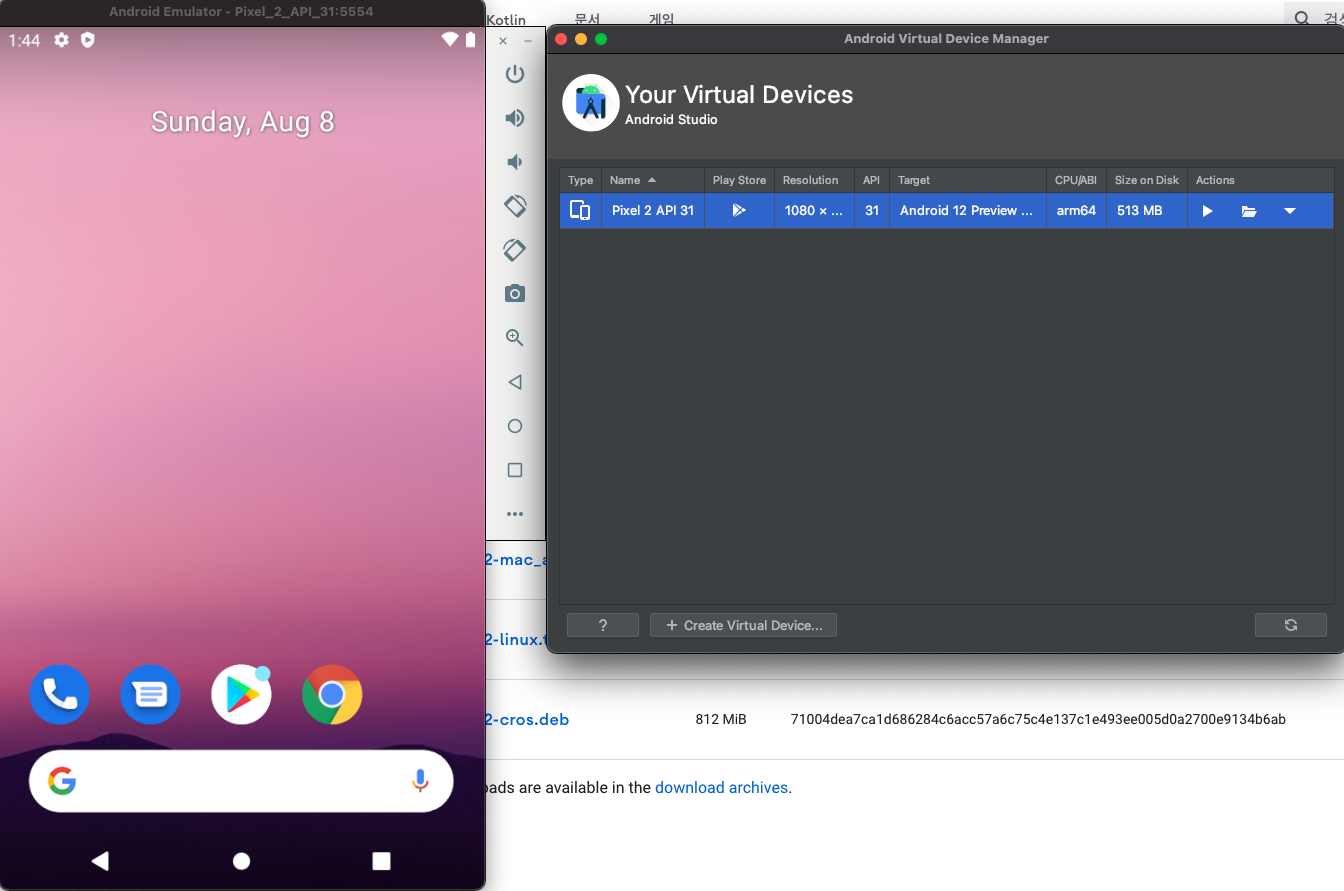 Android Emulator - Pixel_2_API_31:5554
1:44
Sunday, Aug 8
Kotlin 문서 게임
Android Virtual Device Manager
Your Virtual Devices
Android Studio
Type Name Play Store Resolution API Target CPU/ABI Size on Disk Actions
Pixel 2 API 31 1080 × ... 31 Android 12 Preview ... arm64 513 MB
? + Create Virtual Device...
2-mac_a
2-linux.t
2-cros.deb 812 MiB 71004dea7ca1d686284c6acc57a6c75c4e137c1e493ee005d0a2700e9134b6ab
oads are available in the download archives.